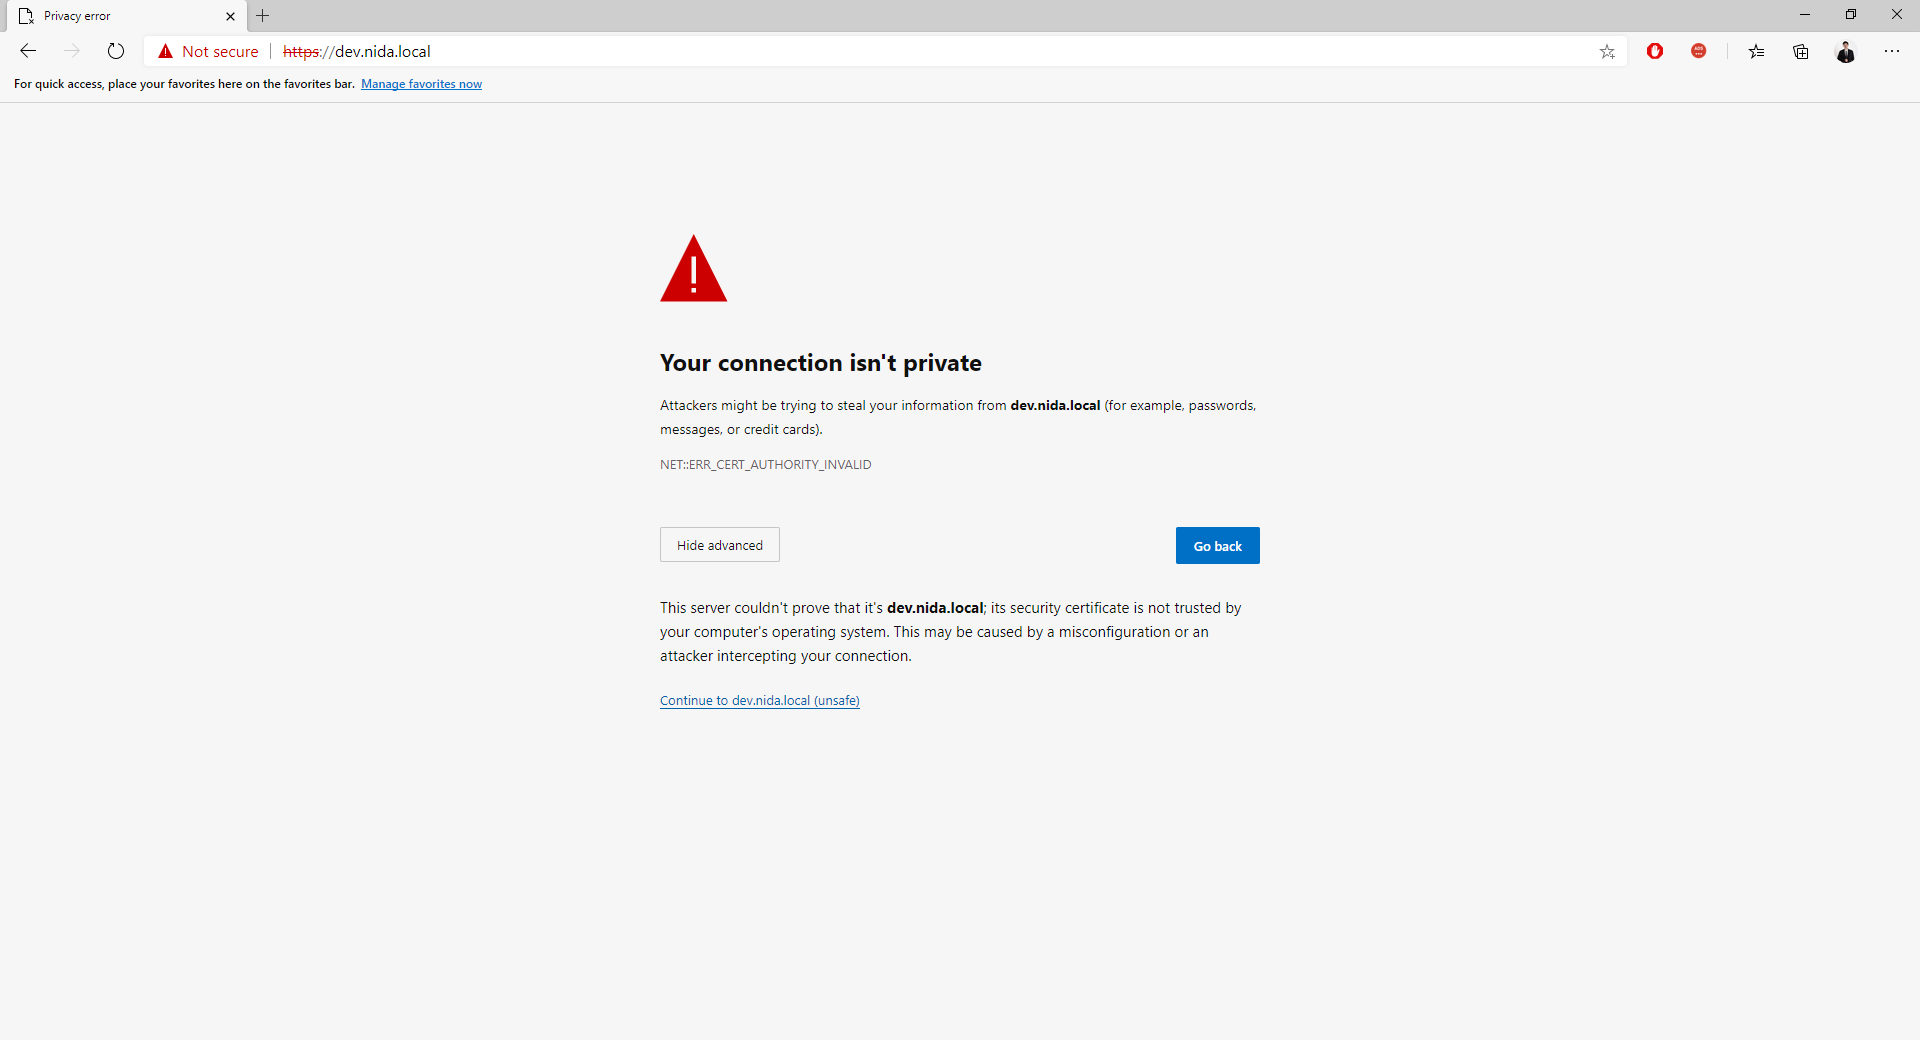 Privacy error
Not secure https://dev.nida.local
For quick access, place your favorites here on the favorites bar. Manage favorites now
Your connection isn't private
Attackers might be trying to steal your information from dev.nida.local (for example, passwords,
messages, or credit cards).
NET::ERR_CERT_AUTHORITY_INVALID
Hide advanced
Go back
This server couldn't prove that it's dev.nida.local; its security certificate is not trusted by
your computer's operating system. This may be caused by a misconfiguration or an
attacker intercepting your connection.
Continue to dev.nida.local (unsafe)